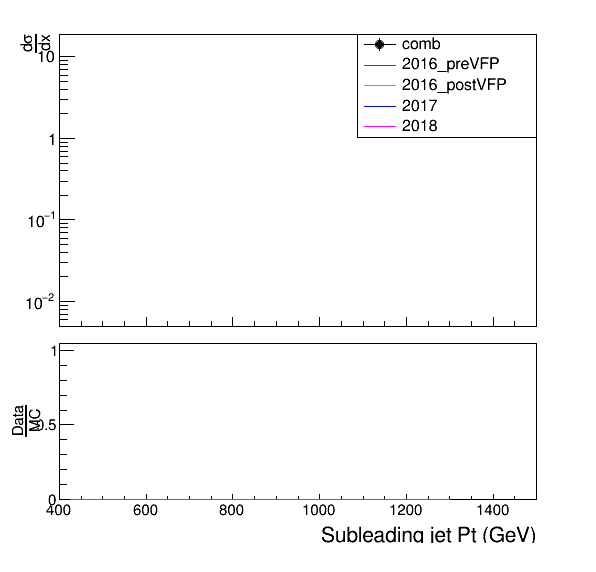 dσ
dx
comb
2016_preVFP
2016_postVFP
2017
2018
10
1
10⁻¹
10⁻²
Data
MC
1
0.5
0
400 600 800 1000 1200 1400
Subleading jet Pt (GeV)